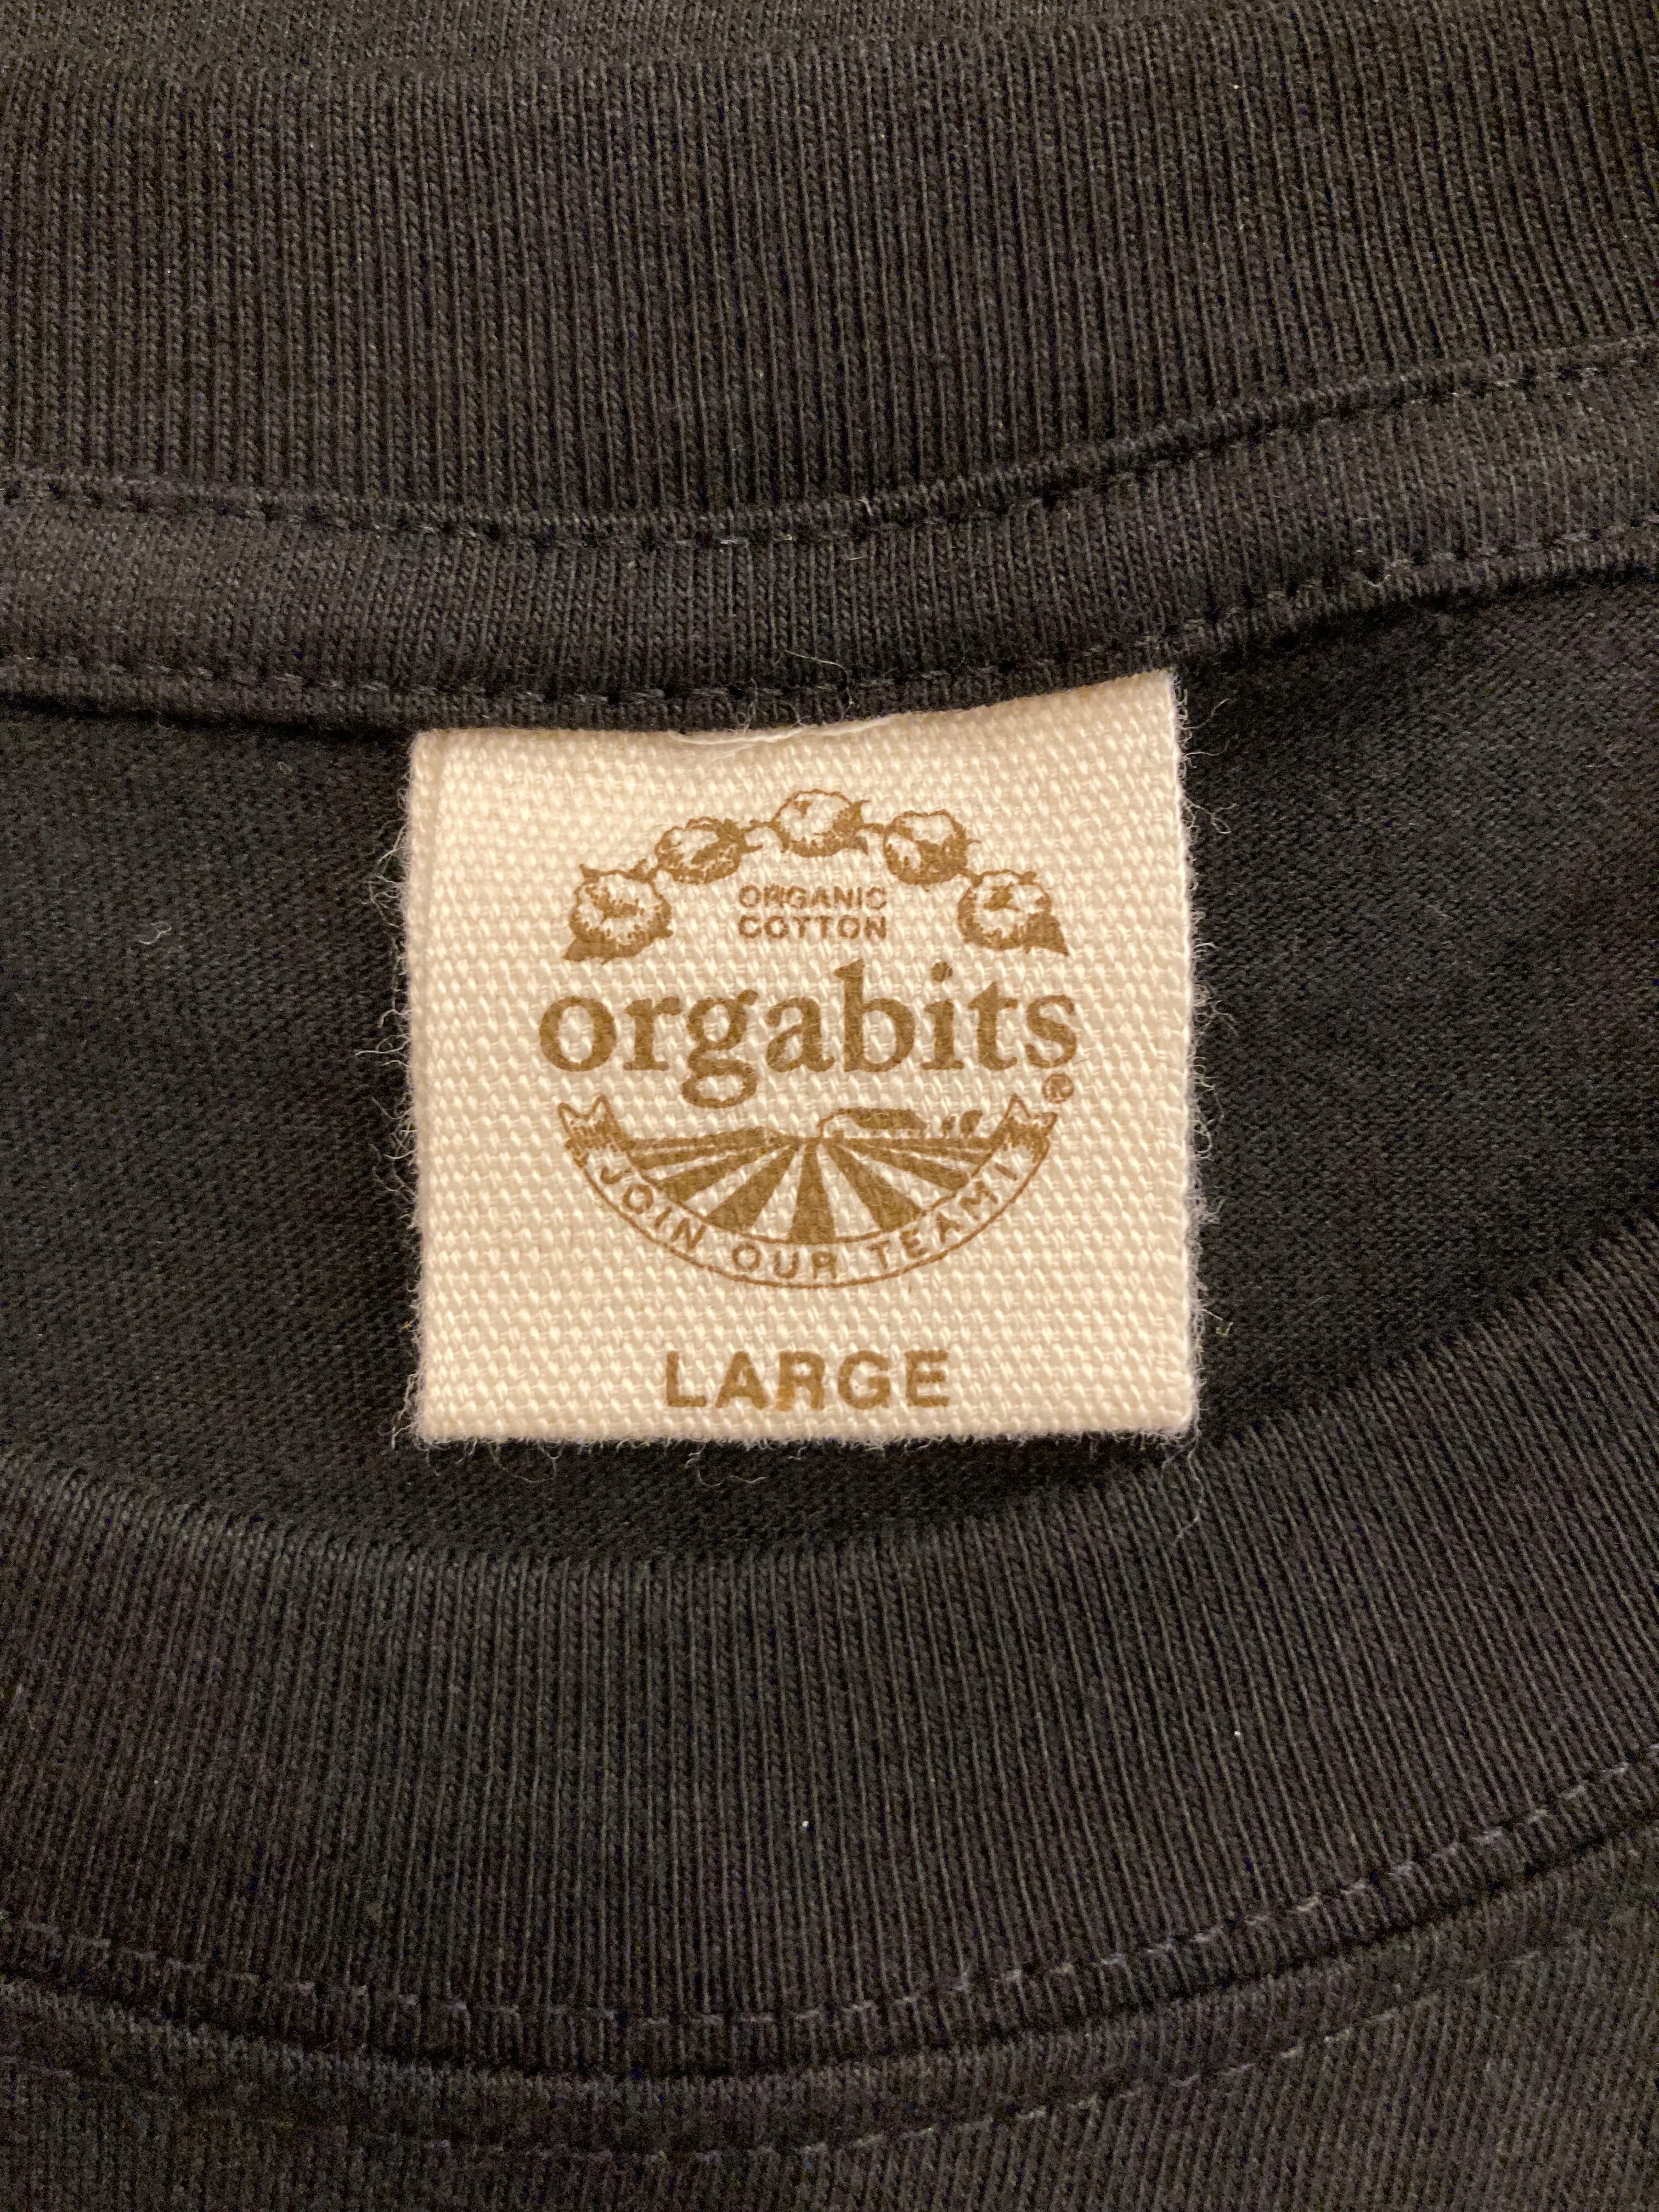 ORGANIC
COTTON
orgabits
®
JOIN OUR TEAM!
LARGE